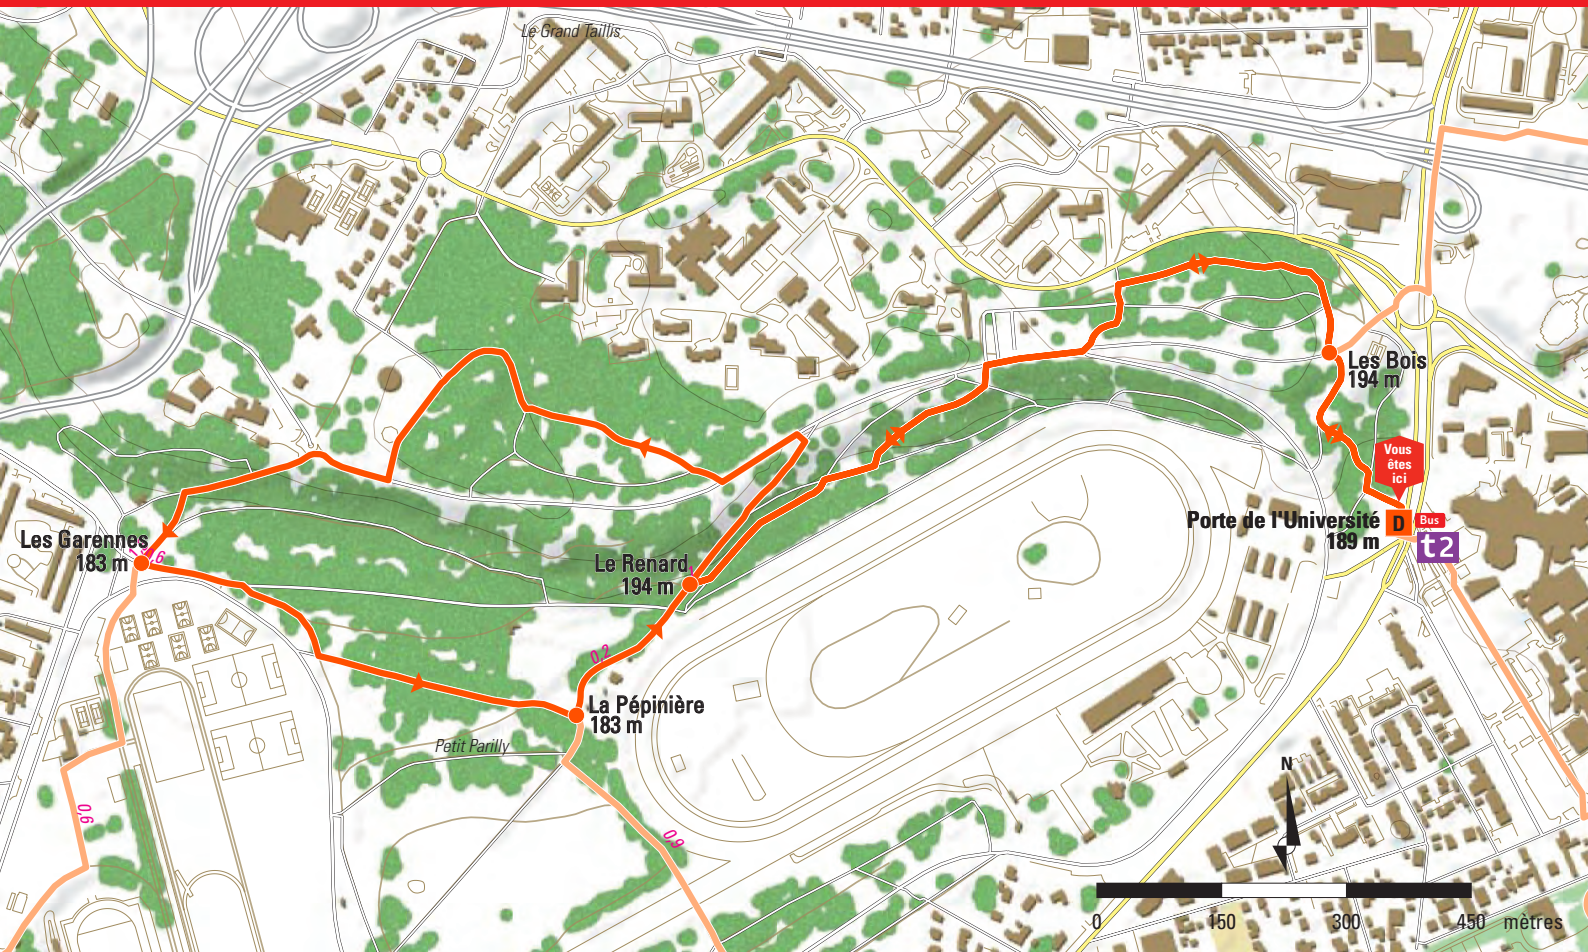 Le Grand Taillis
Les Bois
194 m
Vous
êtes
ici
Porte de l'Université
189 m
D
Bus
t2
Les Garennes
183 m
Le Renard
194 m
0,2
La Pépinière
183 m
Petit Parilly
0,6
0,9
N
0
150
300
450
mètres